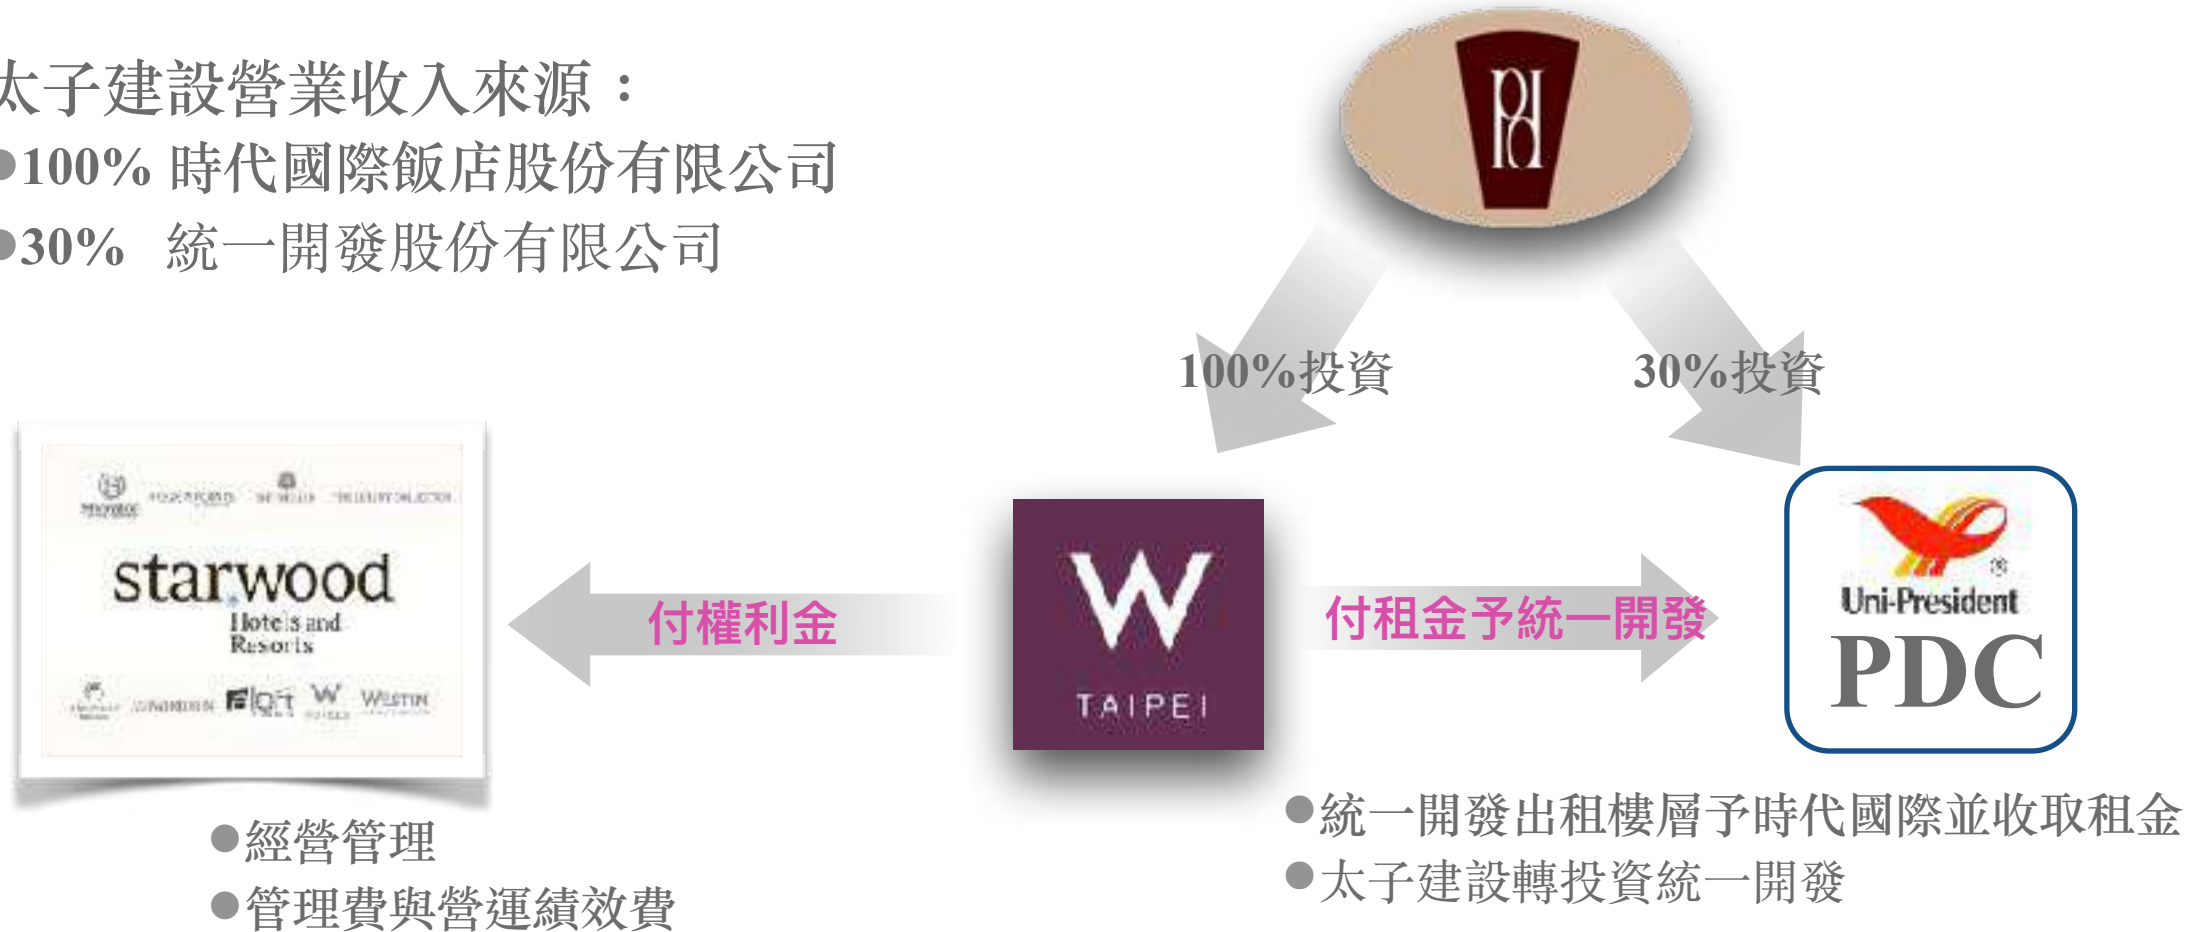 太子建設營業收入來源：
●100% 時代國際飯店股份有限公司
●30% 統一開發股份有限公司
100%投資
30%投資
starwood
Hotels and
Resorts
WESTIN
付權利金
W
TAIPEI
付租金予統一開發
Uni-President
®
PDC
●經營管理
●管理費與營運績效費
●統一開發出租樓層予時代國際並收取租金
●太子建設轉投資統一開發